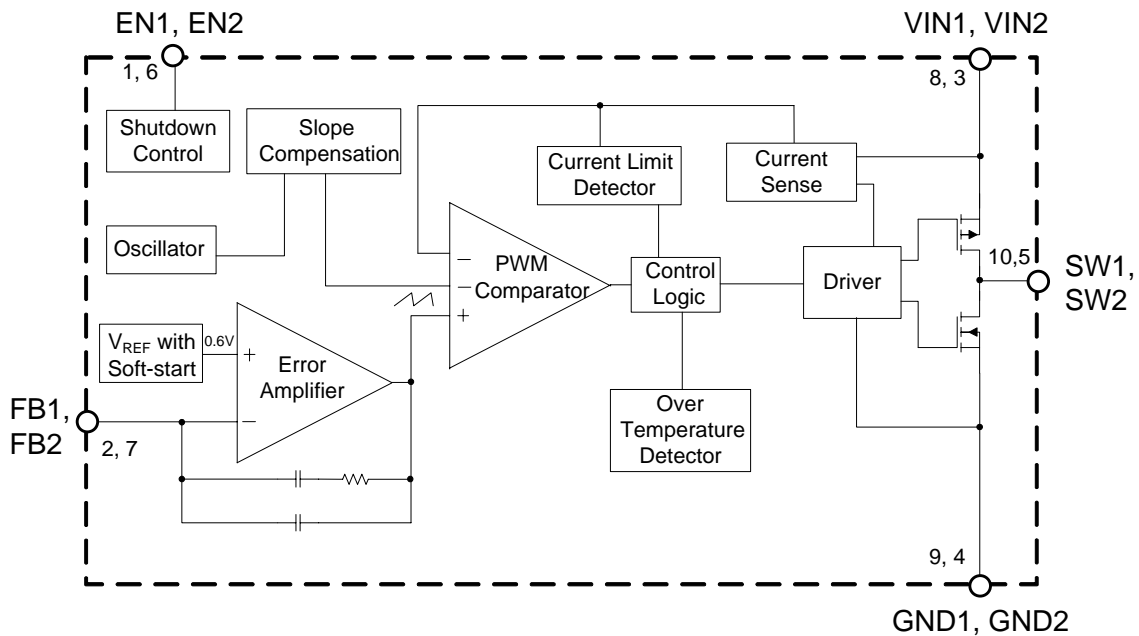 EN1, EN2
VIN1, VIN2
1, 6
8, 3
Shutdown
Control
Slope
Compensation
Current Limit
Detector
Current
Sense
Oscillator
PWM
Comparator
−
−
+
Control
Logic
Driver
10,5
SW1,
SW2
VREF with
Soft-start
0.6V
+
−
Error
Amplifier
FB1,
FB2
2, 7
Over
Temperature
Detector
9, 4
GND1, GND2